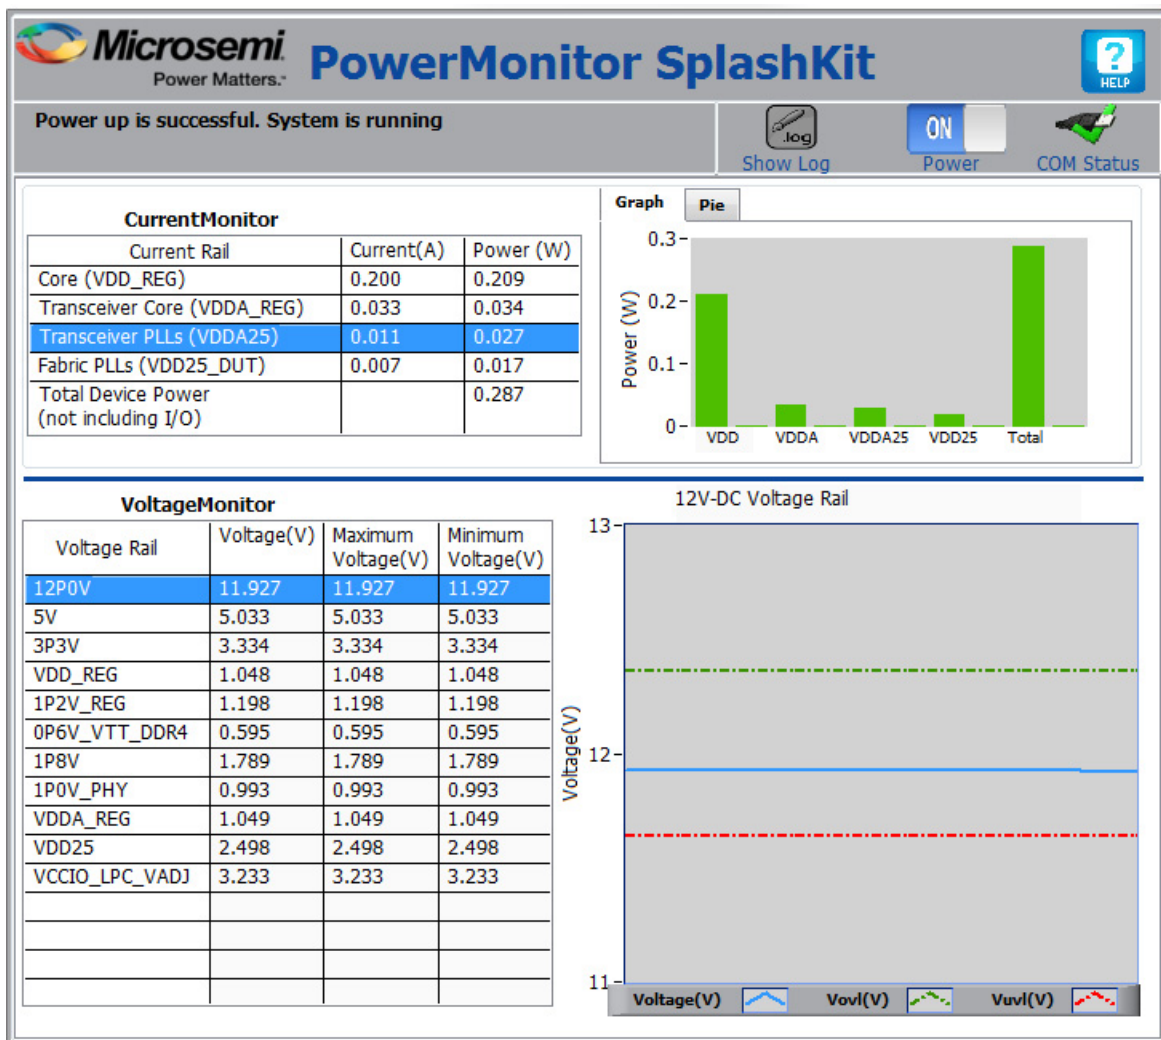 Microsemi
Power Matters.™
PowerMonitor SplashKit
?
HELP
Power up is successful. System is running
.log
Show Log
ON
Power
COM Status
CurrentMonitor
Current Rail Current(A) Power (W)
Core (VDD_REG) 0.200 0.209
Transceiver Core (VDDA_REG) 0.033 0.034
Transceiver PLLs (VDDA25) 0.011 0.027
Fabric PLLs (VDD25_DUT) 0.007 0.017
Total Device Power 0.287
(not including I/O)
Graph Pie
Power (W)
0.3
0.2
0.1
0
VDD VDDA VDDA25 VDD25 Total
VoltageMonitor
Voltage Rail Voltage(V) Maximum Voltage(V) Minimum Voltage(V)
12P0V 11.927 11.927 11.927
5V 5.033 5.033 5.033
3P3V 3.334 3.334 3.334
VDD_REG 1.048 1.048 1.048
1P2V_REG 1.198 1.198 1.198
0P6V_VTT_DDR4 0.595 0.595 0.595
1P8V 1.789 1.789 1.789
1P0V_PHY 0.993 0.993 0.993
VDDA_REG 1.049 1.049 1.049
VDD25 2.498 2.498 2.498
VCCIO_LPC_VADJ 3.233 3.233 3.233
12V-DC Voltage Rail
Voltage(V)
13
12
11
Voltage(V) Vovl(V) Vuvl(V)